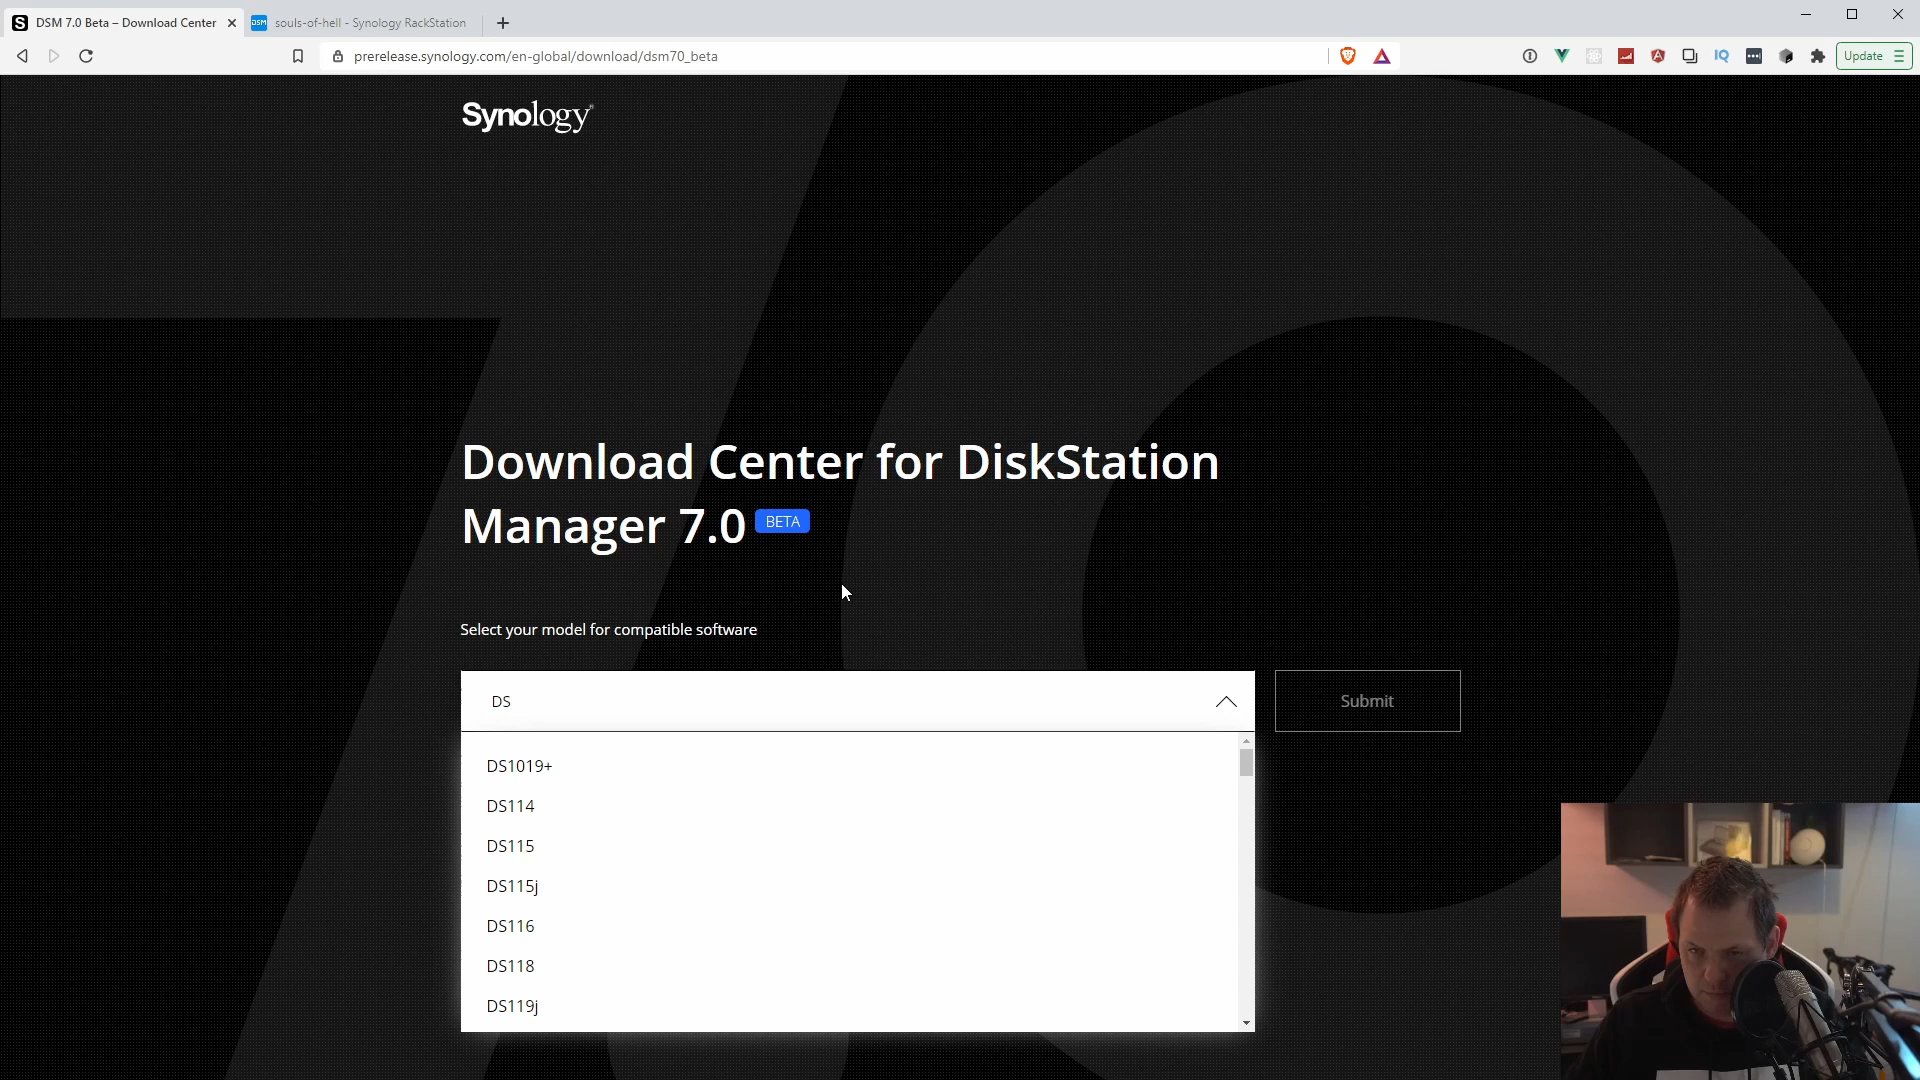 DSM 7.0 Beta – Download Center
DSM
souls-of-hell - Synology RackStation
prerelease.synology.com/en-global/download/dsm70_beta
IQ
Update
Synology®
Download Center for DiskStation
Manager 7.0 BETA
Select your model for compatible software
DS
Submit
DS1019+
DS114
DS115
DS115j
DS116
DS118
DS119j